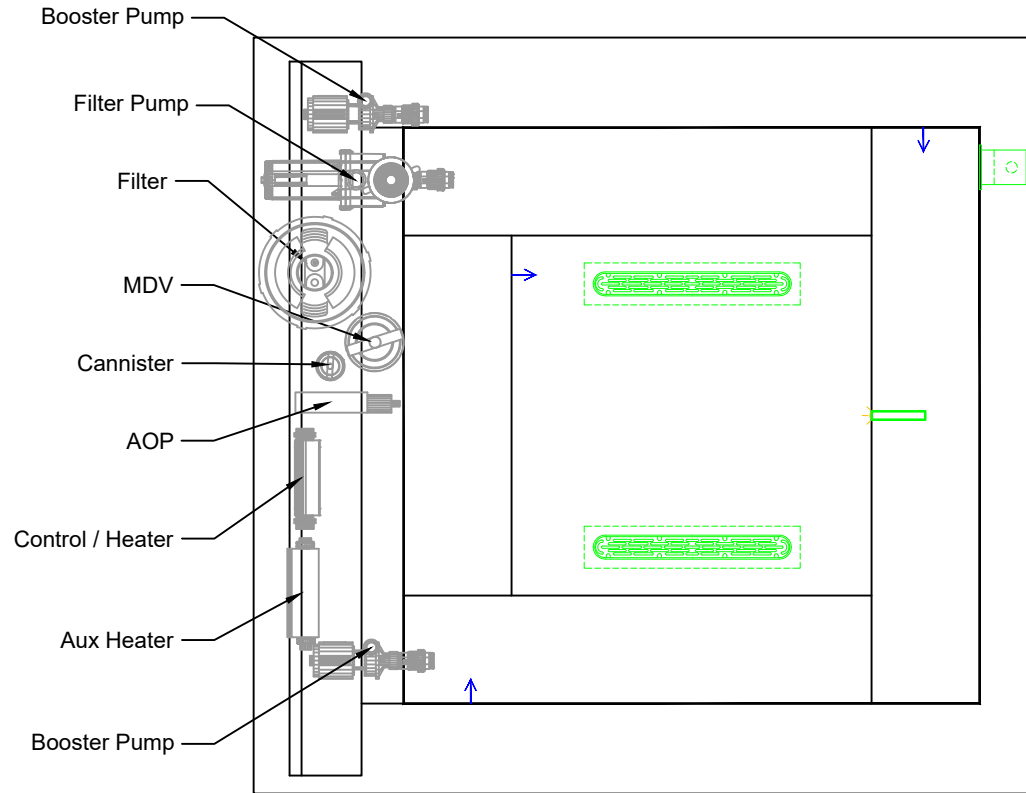 Booster Pump
Filter Pump
Filter
MDV
Cannister
AOP
Control / Heater
Aux Heater
Booster Pump